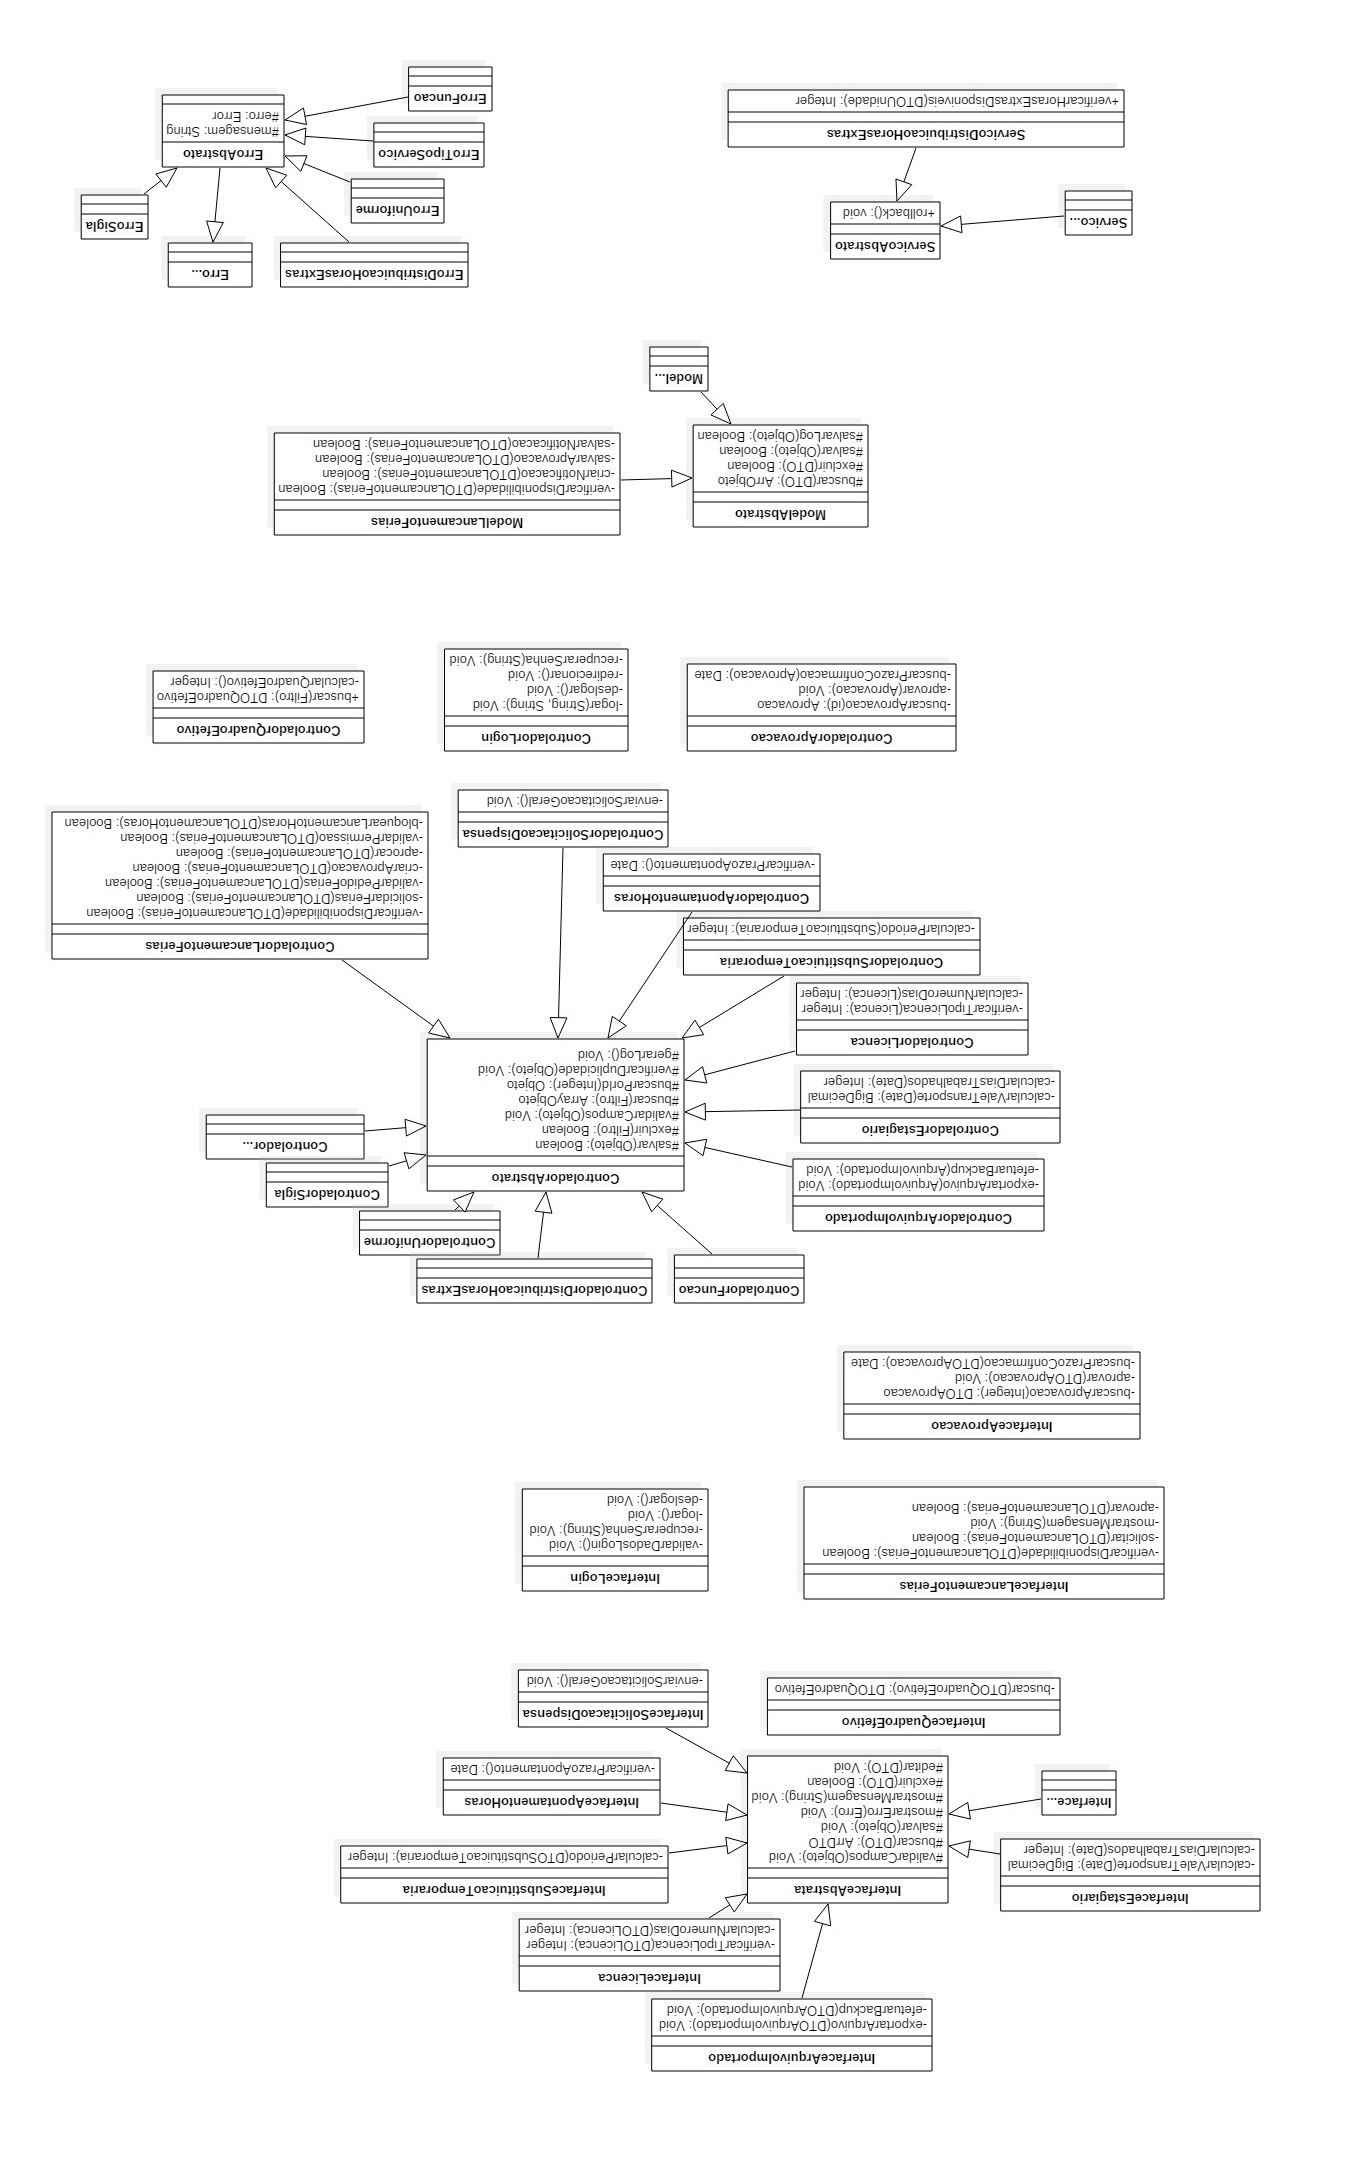 InterfaceArquivoImportado
-exportarArquivo(DTOArquivoImportado): Void
-efetuarBackup(DTOArquivoImportado): Void
InterfaceLicenca
-verificarTipoLicenca(DTOLicenca): Integer
-calcularNumeroDias(DTOLicenca): Integer
InterfaceEstagiario
-calcularValeTransporte(Date): BigDecimal
-calcularDiasTrabalhados(Date): Integer
InterfaceAbstrata
#validarCampos(Objeto): Void
#buscar(DTO): ArrDTO
#salvar(Objeto): Void
#mostrarErro(Erro): Void
#mostrarMensagem(String): Void
#excluir(DTO): Boolean
#editar(DTO): Void
InterfaceSubstituicaoTemporaria
-calcularPeriodo(DTOSubstituicaoTemporaria): Integer
Interface...
InterfaceApontamentoHoras
-verificarPrazoApontamento(): Date
InterfaceQuadroEfetivo
-buscar(DTOQuadroEfetivo): DTOQuadroEfetivo
InterfaceSolicitacaoDispensa
-enviarSolicitacaoGeral(): Void
InterfaceLancamentoFerias
-verificarDisponibilidade(DTOLancamentoFerias): Boolean
-solicitar(DTOLancamentoFerias): Boolean
-mostrarMensagem(String): Void
-aprovar(DTOLancamentoFerias): Boolean
InterfaceLogin
-validarDadosLogin(): Void
-recuperarSenha(String): Void
-logar(): Void
-deslogar(): Void
InterfaceAprovacao
-buscarAprovacao(Integer): DTOAprovacao
-aprovar(DTOAprovacao): Void
-buscarPrazoConfirmacao(DTOAprovacao): Date
ControladorFuncao
ControladorDistribuicaoHorasExtras
ControladorUniforme
ControladorSigla
Controlador...
ControladorArquivoImportado
-exportarArquivo(ArquivoImportado): Void
-efetuarBackup(ArquivoImportado): Void
ControladorAbstrato
#salvar(Objeto): Boolean
#excluir(Filtro): Boolean
#validarCampos(Objeto): Void
#buscar(Filtro): ArrayObjeto
#buscarPorId(Integer): Objeto
#verificarDuplicidade(Objeto): Void
#gerarLog(): Void
ControladorEstagiario
-calcularValeTransporte(Date): BigDecimal
-calcularDiasTrabalhados(Date): Integer
ControladorLicenca
-verificarTipoLicenca(Licenca): Integer
-calcularNumeroDias(Licenca): Integer
ControladorSubstituicaoTemporaria
-calcularPeriodo(SubstituicaoTemporaria): Integer
ControladorLancamentoFerias
-verificarDisponibilidade(DTOLancamentoFerias): Boolean
-solicidarFerias(DTOLancamentoFerias): Boolean
-validarPedidoFerias(DTOLancamentoFerias): Boolean
-criarAprovacao(DTOLancamentoFerias): Boolean
-aprocar(DTOLancamentoFerias): Boolean
-validarPermissao(DTOLancamentoFerias): Boolean
-bloquearLancamentoHoras(DTOLancamentoHoras): Boolean
ControladorApontamentoHoras
-verificarPrazoApontamento(): Date
ControladorSolicitacaoDispensa
-enviarSolicitacaoGeral(): Void
ControladorAprovacao
-buscarAprovacao(id): Aprovacao
-aprovar(Aprovacao): Void
-buscarPrazoConfirmacao(Aprovacao): Date
ControladorLogin
-logar(String, String): Void
-deslogar(): Void
-redirecionar(): Void
-recuperarSenha(String): Void
ControladorQuadroEfetivo
+buscar(Filtro): DTOQuadroEfetivo
-calcularQuadroEfetivo(): Integer
ModelAbstrato
#buscar(DTO): ArrObjeto
#excluir(DTO): Boolean
#salvar(Objeto): Boolean
#salvarLog(Objeto): Boolean
ModelLancamentoFerias
-verificarDisponibilidade(DTOLancamentoFerias): Boolean
-criarNotificacao(DTOLancamentoFerias): Boolean
-salvarAprovacao(DTOLancamentoFerias): Boolean
-salvarNotificacao(DTOLancamentoFerias): Boolean
Model...
ServicoAbstrato
+rollback(): void
Servico...
ServicoDistribuicaoHorasExtras
+verificarHorasExtrasDisponiveis(DTOUnidade): Integer
ErroDistribuicaoHorasExtras
Erro...
ErroSigla
ErroUniforme
ErroAbstrato
#mensagem: String
#erro: Error
ErroTipoServico
ErroFuncao